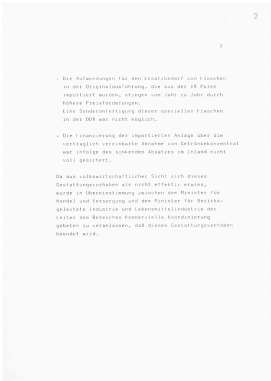 7
7
- Die Aufwendungen für den Ersatzbedarf von Flaschen
in der Originalausführung, die aus der VR Polen
importiert wurden, stiegen von Jahr zu Jahr durch
höhere Preisforderungen.
Eine Sonderanfertigung dieser speziellen Flaschen
in der DDR war nicht möglich.
- Die Finanzierung der importierten Anlage über die
vertraglich vereinbarte Abnahme von Getränkekonzentrat
war infolge des sinkenden Absatzes im Inland nicht
voll gesichert.
Da aus volkswirtschaftlicher Sicht sich dieses
Gestattungsvorhaben als nicht effektiv erwies,
wurde in Übereinstimmung zwischen dem Minister für
Handel und Versorgung und dem Minister für Bezirks-
geleitete Industrie und Lebensmittelindustrie der
Leiter des Bereiches Kommerzielle Koordinierung
gebeten zu veranlassen, daß dieses Gestattungsvorhaben
beendet wird.